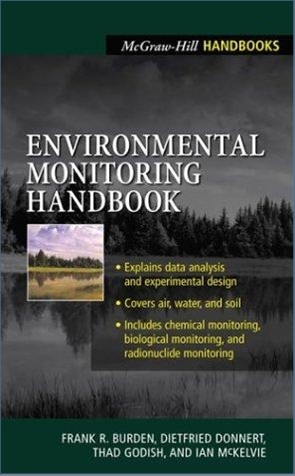 McGraw-Hill HANDBOOKS
ENVIRONMENTAL
MONITORING
HANDBOOK
• Explains data analysis
and experimental design
• Covers air, water, and soil
• Includes chemical monitoring,
biological monitoring, and
radionuclide monitoring
FRANK R. BURDEN, DIETFRIED DONNERT,
THAD GODISH, AND IAN McKELVIE